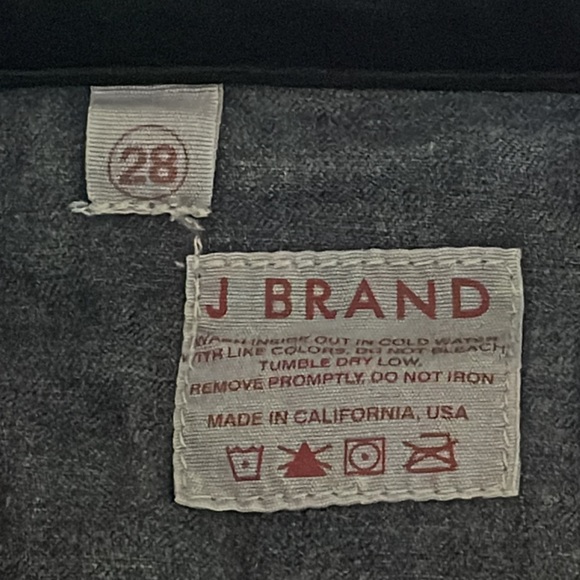 28
J BRAND
INSIDE OUT IN COLD WATER
LIKE COLORS, DO NOT BLEACH,
TUMBLE DRY LOW,
REMOVE PROMPTLY, DO NOT IRON
MADE IN CALIFORNIA, USA